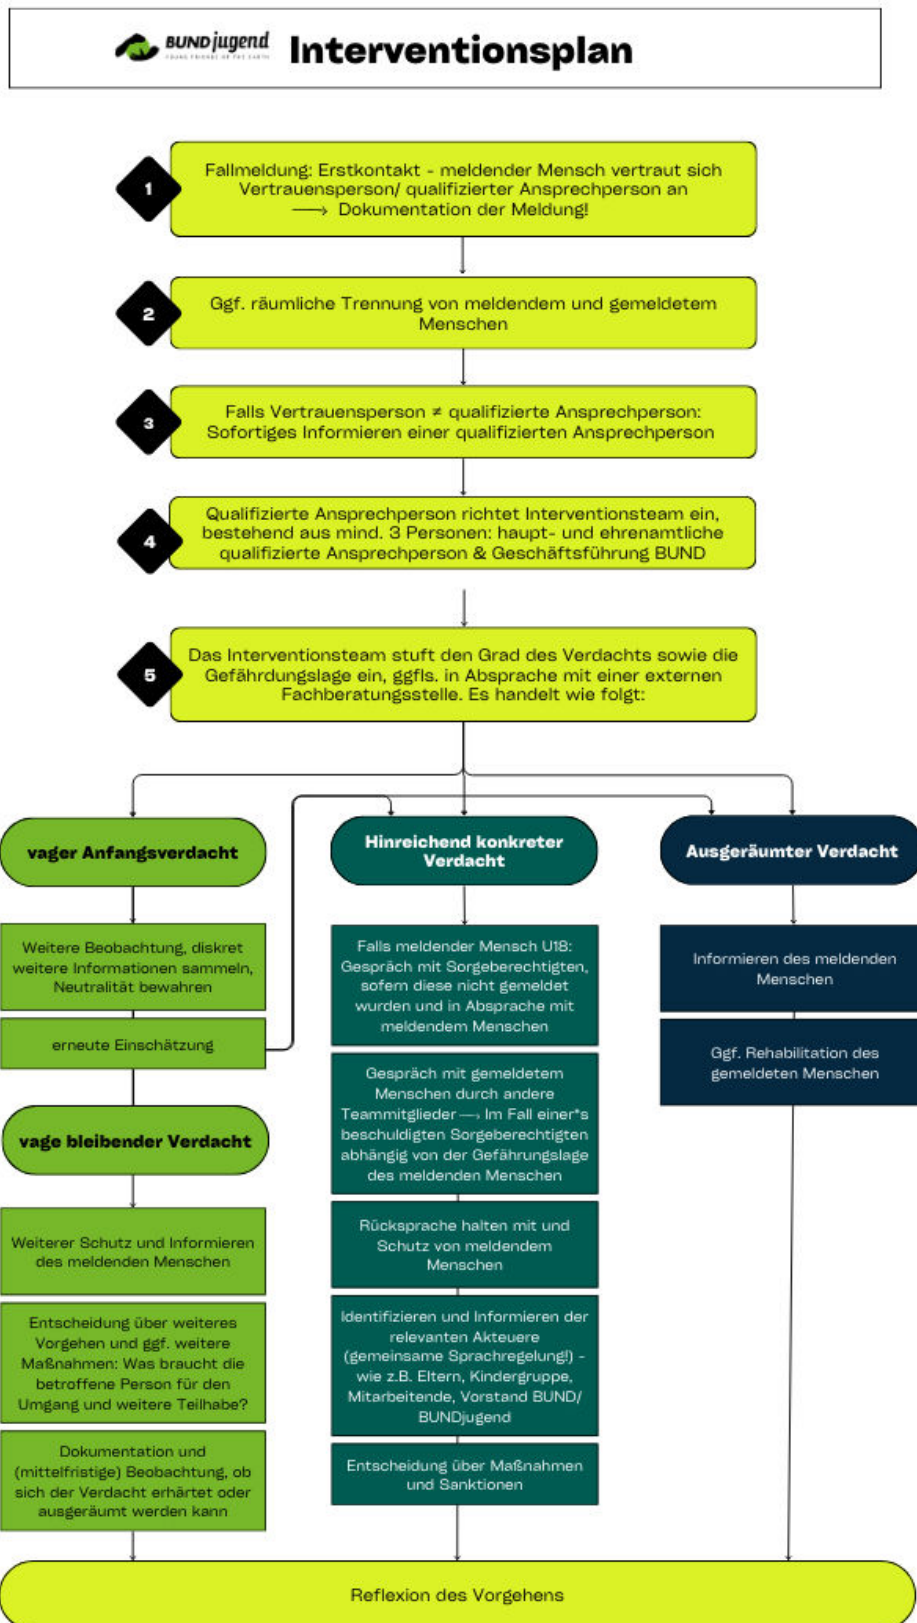 BUNDjugend
YOUNG FRIENDS OF THE EARTH
Interventionsplan
1
Fallmeldung: Erstkontakt - meldender Mensch vertraut sich
Vertrauensperson/ qualifizierter Ansprechperson an
⟶ Dokumentation der Meldung!
2
Ggf. räumliche Trennung von meldendem und gemeldetem
Menschen
3
Falls Vertrauensperson ≠ qualifizierte Ansprechperson:
Sofortiges Informieren einer qualifizierten Ansprechperson
4
Qualifizierte Ansprechperson richtet Interventionsteam ein,
bestehend aus mind. 3 Personen: haupt- und ehrenamtliche
qualifizierte Ansprechperson & Geschäftsführung BUND
5
Das Interventionsteam stuft den Grad des Verdachts sowie die
Gefährdungslage ein, ggfls. in Absprache mit einer externen
Fachberatungsstelle. Es handelt wie folgt:
vager Anfangsverdacht
Weitere Beobachtung, diskret
weitere Informationen sammeln,
Neutralität bewahren
erneute Einschätzung
vage bleibender Verdacht
Weiterer Schutz und Informieren
des meldenden Menschen
Entscheidung über weiteres
Vorgehen und ggf. weitere
Maßnahmen: Was braucht die
betroffene Person für den
Umgang und weitere Teilhabe?
Dokumentation und
(mittelfristige) Beobachtung, ob
sich der Verdacht erhärtet oder
ausgeräumt werden kann
Hinreichend konkreter
Verdacht
Falls meldender Mensch U18:
Gespräch mit Sorgeberechtigten,
sofern diese nicht gemeldet
wurden und in Absprache mit
meldendem Menschen
Gespräch mit gemeldetem
Menschen durch andere
Teammitglieder ⟶ Im Fall einer*s
beschuldigten Sorgeberechtigten
abhängig von der Gefährungslage
des meldenden Menschen
Rücksprache halten mit und
Schutz von meldendem
Menschen
Identifizieren und Informieren der
relevanten Akteuere
(gemeinsame Sprachregelung!) -
wie z.B. Eltern, Kindergruppe,
Mitarbeitende, Vorstand BUND/
BUNDjugend
Entscheidung über Maßnahmen
und Sanktionen
Ausgeräumter Verdacht
Informieren des meldenden
Menschen
Ggf. Rehabilitation des
gemeldeten Menschen
Reflexion des Vorgehens